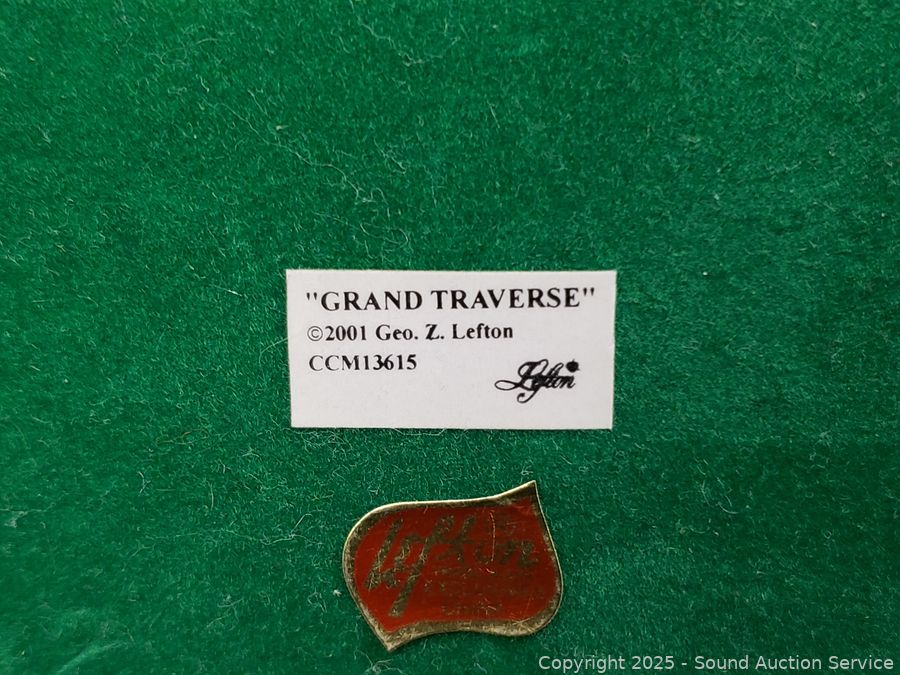 "GRAND TRAVERSE"
©2001 Geo. Z. Lefton
CCM13615
Lefton
Lefton
Copyright 2025 - Sound Auction Service